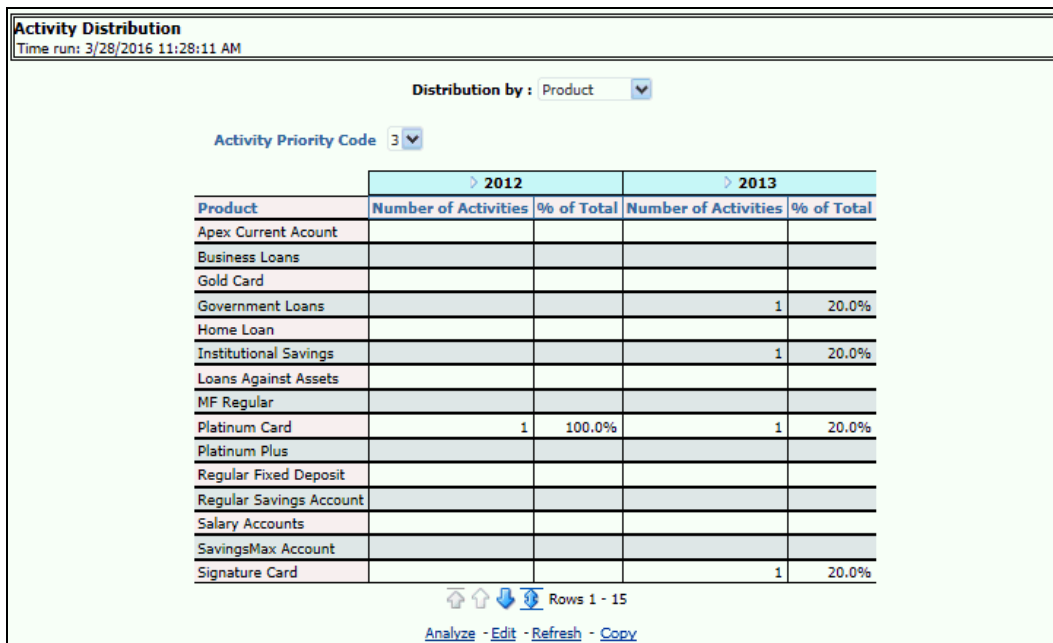 Activity Distribution
Time run: 3/28/2016 11:28:11 AM
Distribution by : Product
Activity Priority Code 3
2012 2013
Product Number of Activities % of Total Number of Activities % of Total
Apex Current Acount
Business Loans
Gold Card
Government Loans 1 20.0%
Home Loan
Institutional Savings 1 20.0%
Loans Against Assets
MF Regular
Platinum Card 1 100.0% 1 20.0%
Platinum Plus
Regular Fixed Deposit
Regular Savings Account
Salary Accounts
SavingsMax Account
Signature Card 1 20.0%
Rows 1 - 15
Analyze - Edit - Refresh - Copy